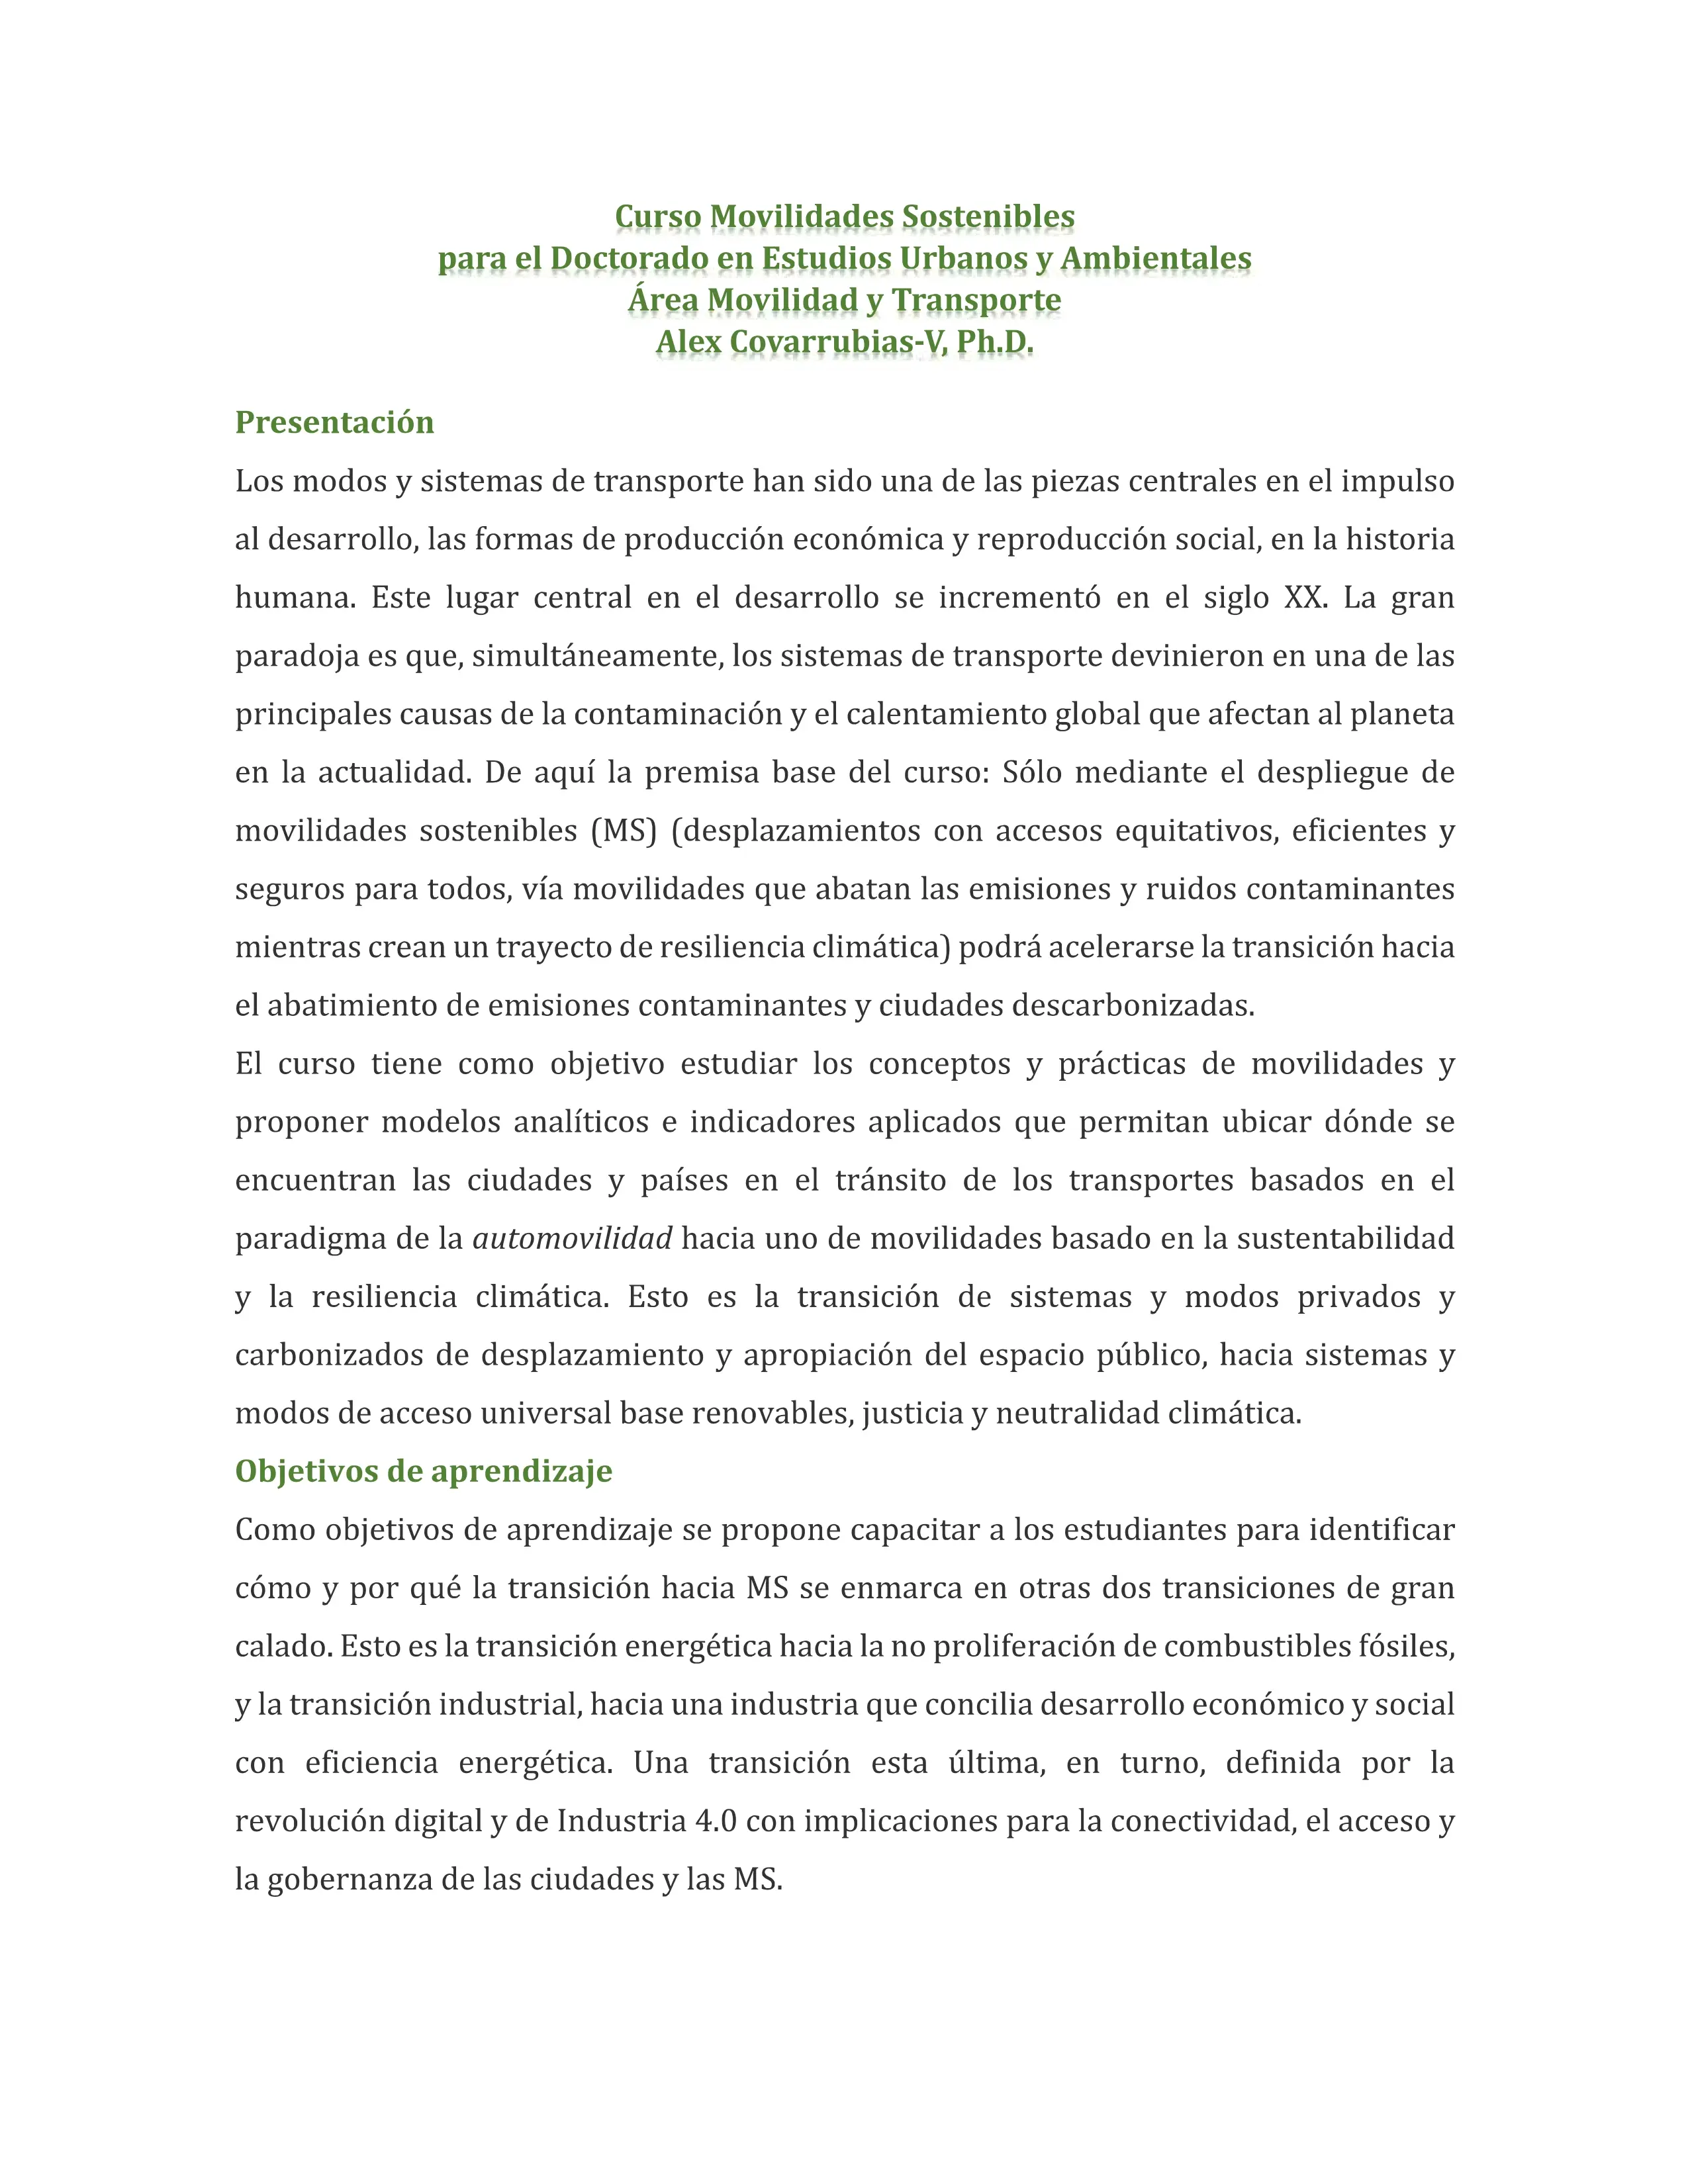 Curso Movilidades Sostenibles
para el Doctorado en Estudios Urbanos y Ambientales
Área Movilidad y Transporte
Alex Covarrubias-V, Ph.D.
Presentación
Los modos y sistemas de transporte han sido una de las piezas centrales en el impulso
al desarrollo, las formas de producción económica y reproducción social, en la historia
humana. Este lugar central en el desarrollo se incrementó en el siglo XX. La gran
paradoja es que, simultáneamente, los sistemas de transporte devinieron en una de las
principales causas de la contaminación y el calentamiento global que afectan al planeta
en la actualidad. De aquí la premisa base del curso: Sólo mediante el despliegue de
movilidades sostenibles (MS) (desplazamientos con accesos equitativos, eficientes y
seguros para todos, vía movilidades que abatan las emisiones y ruidos contaminantes
mientras crean un trayecto de resiliencia climática) podrá acelerarse la transición hacia
el abatimiento de emisiones contaminantes y ciudades descarbonizadas.
El curso tiene como objetivo estudiar los conceptos y prácticas de movilidades y
proponer modelos analíticos e indicadores aplicados que permitan ubicar dónde se
encuentran las ciudades y países en el tránsito de los transportes basados en el
paradigma de la automovilidad hacia uno de movilidades basado en la sustentabilidad
y la resiliencia climática. Esto es la transición de sistemas y modos privados y
carbonizados de desplazamiento y apropiación del espacio público, hacia sistemas y
modos de acceso universal base renovables, justicia y neutralidad climática.
Objetivos de aprendizaje
Como objetivos de aprendizaje se propone capacitar a los estudiantes para identificar
cómo y por qué la transición hacia MS se enmarca en otras dos transiciones de gran
calado. Esto es la transición energética hacia la no proliferación de combustibles fósiles,
y la transición industrial, hacia una industria que concilia desarrollo económico y social
con eficiencia energética. Una transición esta última, en turno, definida por la
revolución digital y de Industria 4.0 con implicaciones para la conectividad, el acceso y
la gobernanza de las ciudades y las MS.